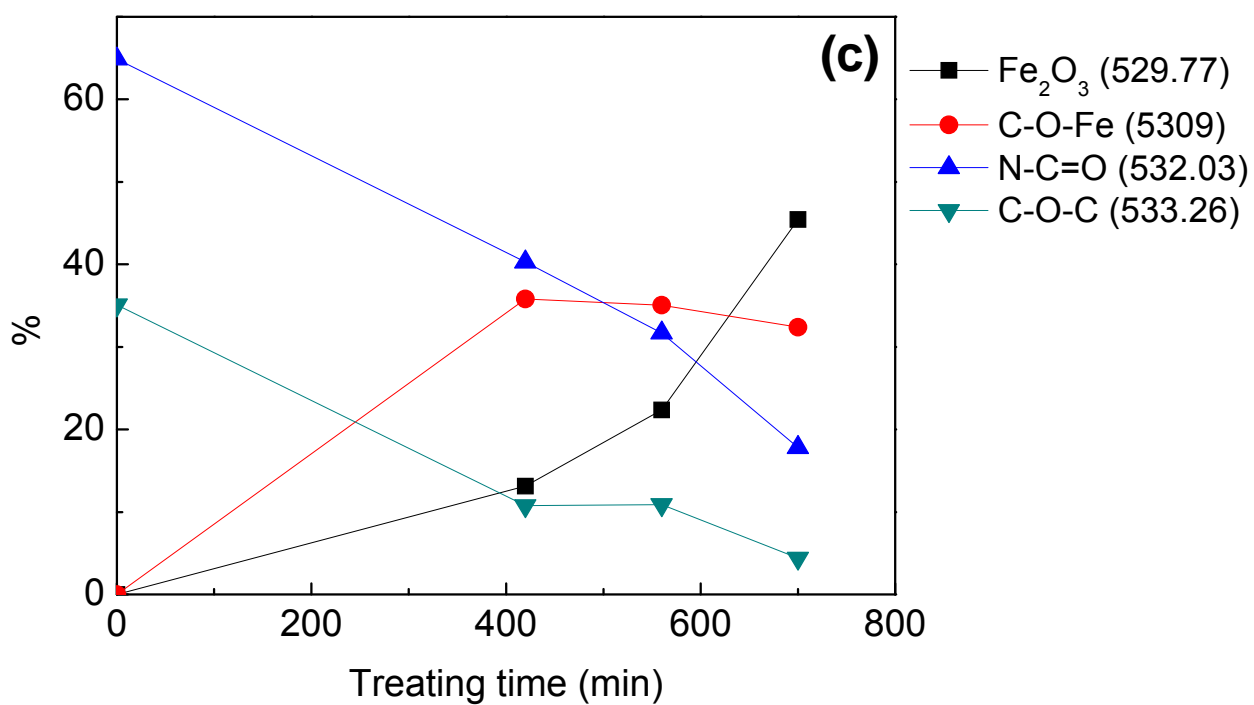 (c)
Fe₂O₃ (529.77)
C-O-Fe (5309)
N-C=O (532.03)
C-O-C (533.26)
%
60
40
20
0
0 200 400 600 800
Treating time (min)